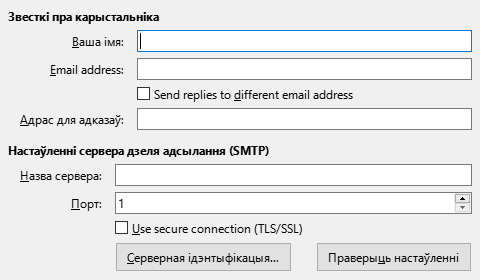 Звесткі пра карыстальніка
Ваша імя:
Email address:
Send replies to different email address
Адрас для адказаў:
Настаўленні сервера дзеля адсылання (SMTP)
Назва сервера:
Порт: 1
Use secure connection (TLS/SSL)
Серверная ідэнтыфікацыя... Праверыць настаўленні